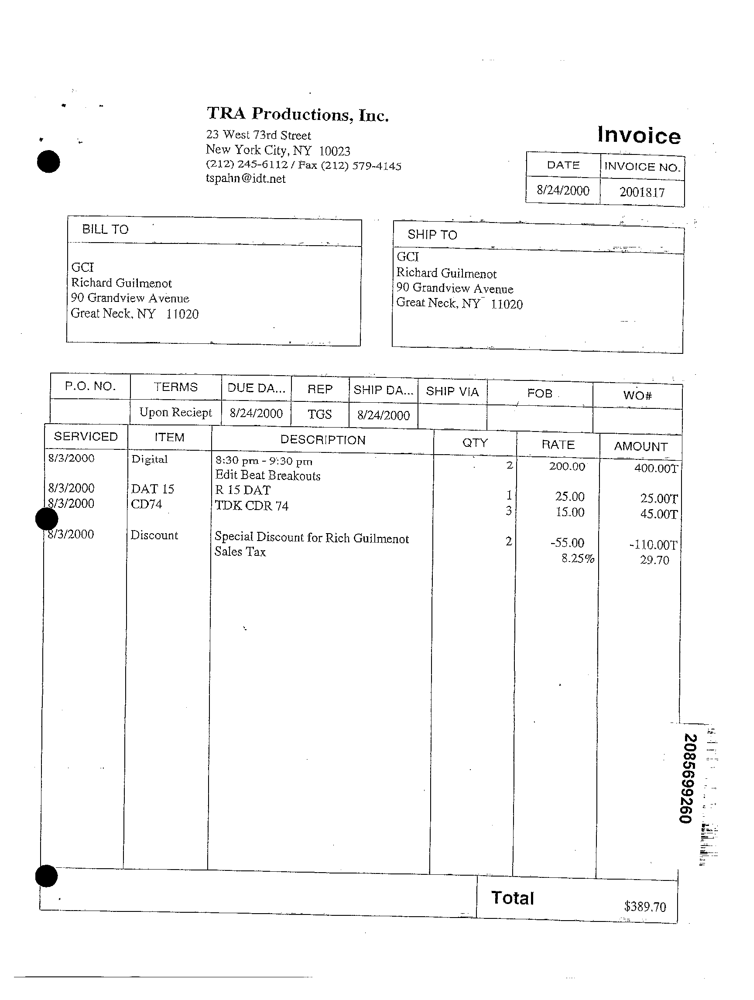 TRA Productions, Inc.
23 West 73rd Street
New York City, NY 10023
(212) 245-6112 / Fax (212) 579-4145
tspahn@idt.net
Invoice
DATE INVOICE NO.
8/24/2000 2001817
BILL TO
GCI
Richard Guilmenot
90 Grandview Avenue
Great Neck, NY 11020
SHIP TO
GCI
Richard Guilmenot
90 Grandview Avenue
Great Neck, NY 11020
P.O. NO. TERMS DUE DA... REP SHIP DA... SHIP VIA FOB WO#
Upon Reciept 8/24/2000 TGS 8/24/2000
SERVICED ITEM DESCRIPTION QTY RATE AMOUNT
8/3/2000 Digital 8:30 pm - 9:30 pm 2 200.00 400.00T
Edit Beat Breakouts
8/3/2000 DAT 15 R 15 DAT 1 25.00 25.00T
8/3/2000 CD74 TDK CDR 74 3 15.00 45.00T
8/3/2000 Discount Special Discount for Rich Guilmenot 2 -55.00 -110.00T
Sales Tax 8.25% 29.70
2085699260
Total $389.70